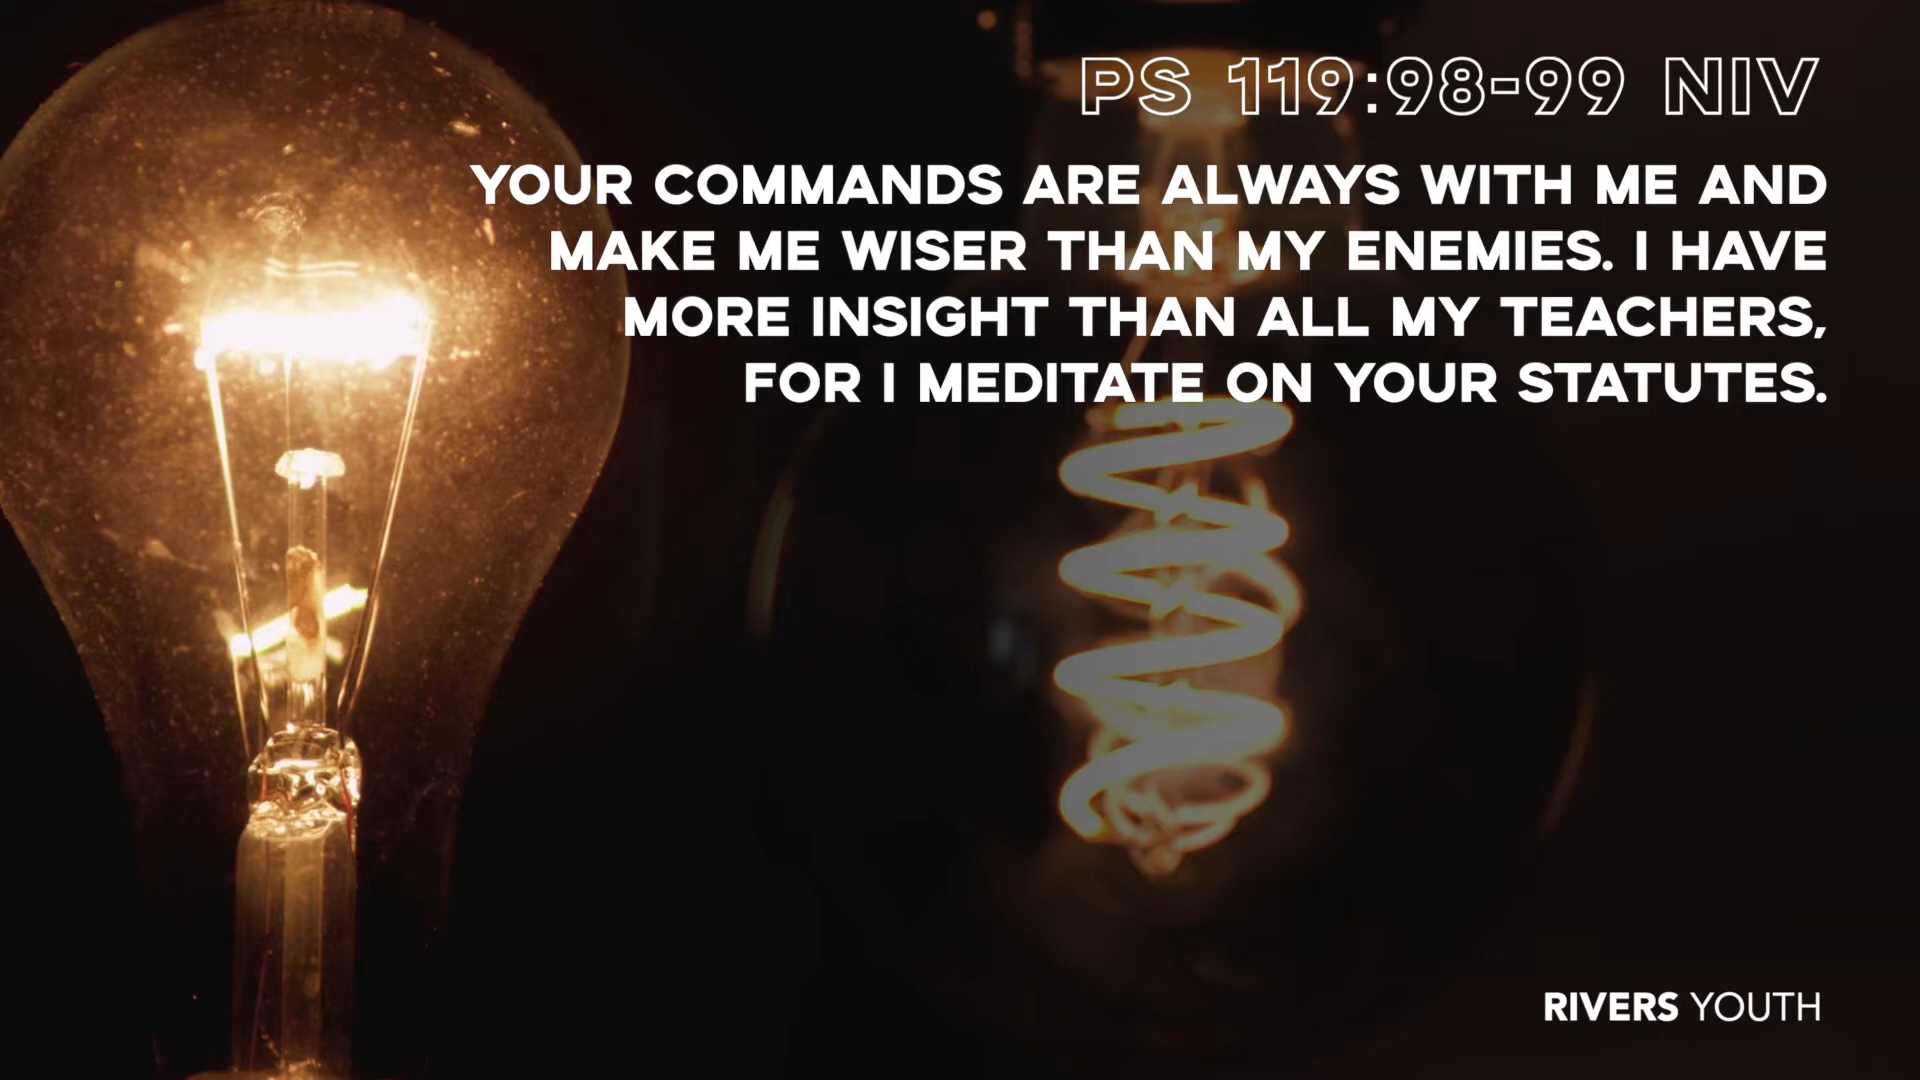 PS 119:98-99 NIV
YOUR COMMANDS ARE ALWAYS WITH ME AND
MAKE ME WISER THAN MY ENEMIES. I HAVE
MORE INSIGHT THAN ALL MY TEACHERS,
FOR I MEDITATE ON YOUR STATUTES.
RIVERS YOUTH